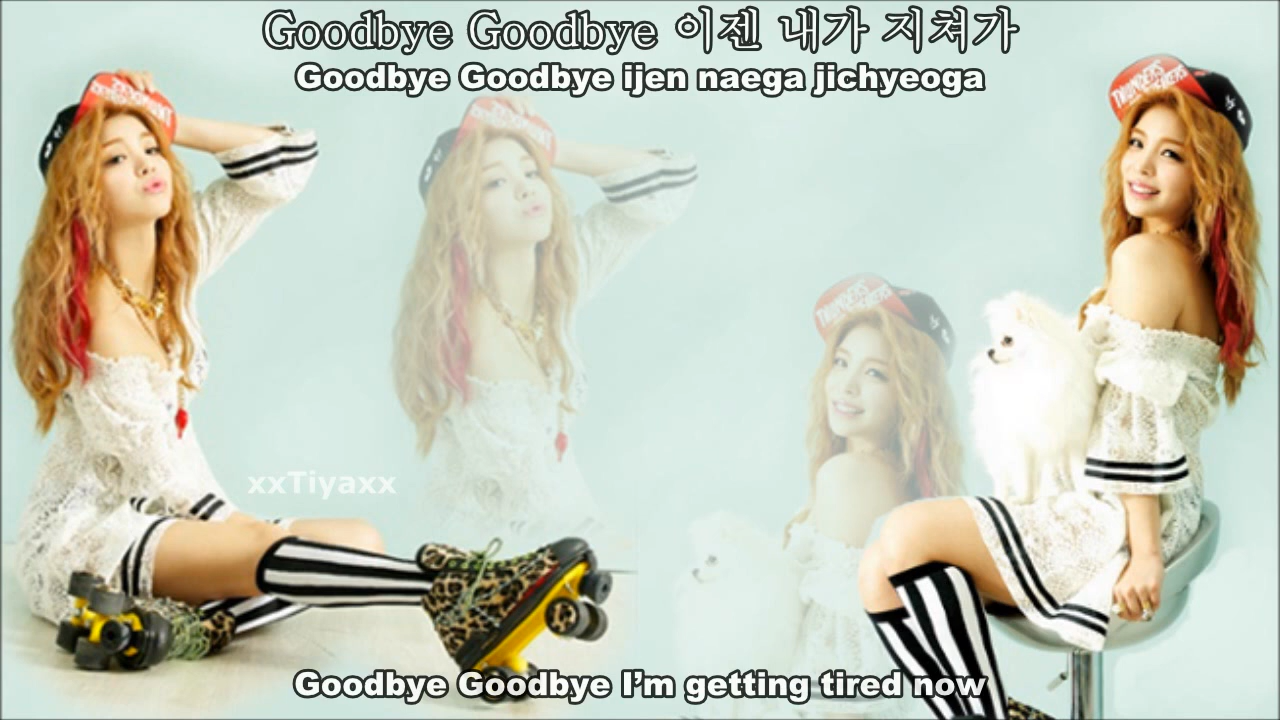 Goodbye Goodbye 이젠 내가 지쳐가
Goodbye Goodbye ijen naega jichyeoga
THUNDERS
xxTiyaxx
Goodbye Goodbye I'm getting tired now